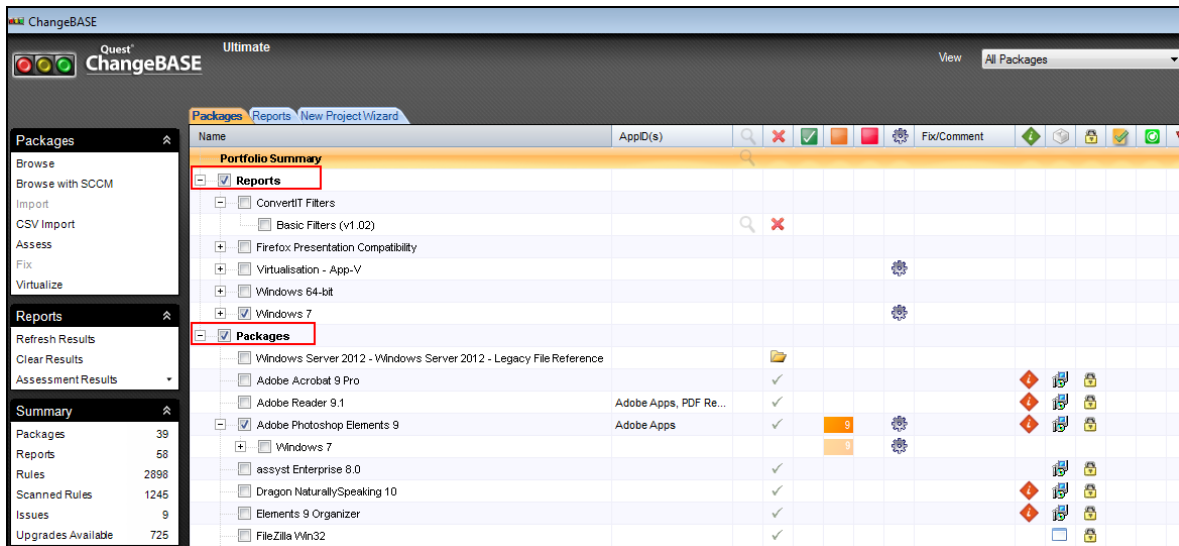 ChangeBASE
Quest®
ChangeBASE
Ultimate
View All Packages
Packages Reports New Project Wizard
Packages
Browse
Browse with SCCM
Import
CSV Import
Assess
Fix
Virtualize
Reports
Refresh Results
Clear Results
Assessment Results
Summary
Packages 39
Reports 58
Rules 2898
Scanned Rules 1245
Issues 9
Upgrades Available 725
Name AppID(s) Fix/Comment
Portfolio Summary
Reports
ConvertIT Filters
Basic Filters (v1.02)
Firefox Presentation Compatibility
Virtualisation - App-V
Windows 64-bit
Windows 7
Packages
Windows Server 2012 - Windows Server 2012 - Legacy File Reference
Adobe Acrobat 9 Pro
Adobe Reader 9.1 Adobe Apps, PDF Re...
Adobe Photoshop Elements 9 Adobe Apps 9
Windows 7 9
assyst Enterprise 8.0
Dragon NaturallySpeaking 10
Elements 9 Organizer
FileZilla Win32